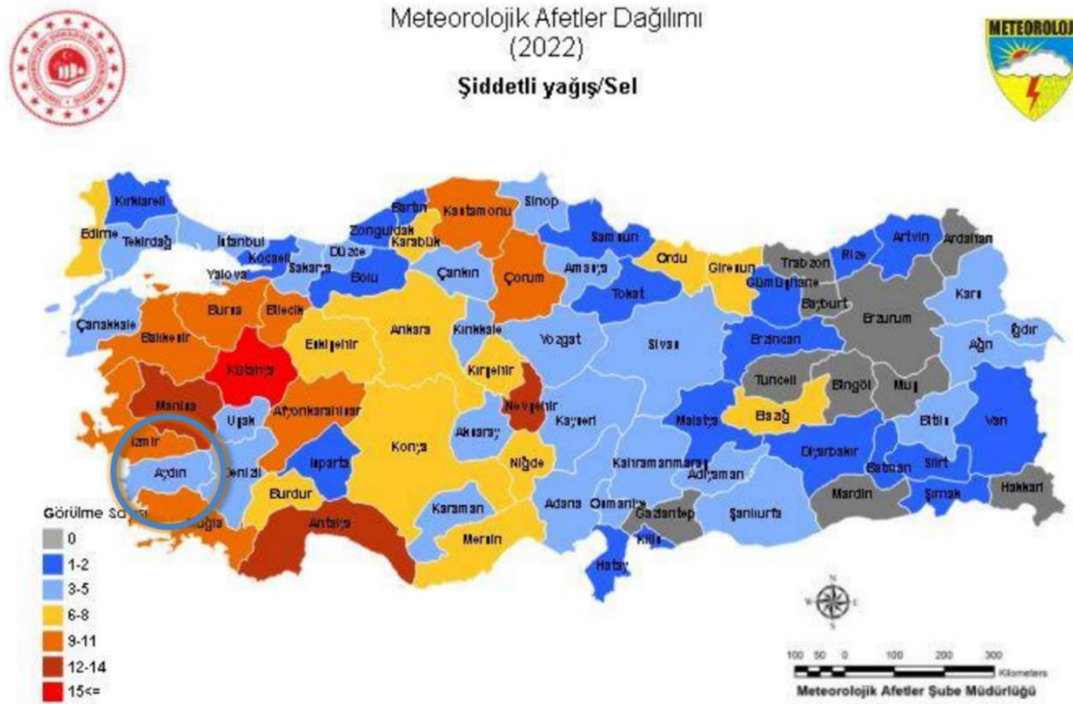 Meteorolojik Afetler Dağılımı
(2022)
Şiddetli yağış/Sel
METEOROLOJİ
Kırklareli
Edirne
Tekirdağ
İstanbul
Kocaeli
Yalova
Sakarya
Düzce
Zonguldak
Bartın
Karabük
Kastamonu
Sinop
Bolu
Çankırı
Çorum
Samsun
Amasya
Tokat
Ordu
Giresun
Trabzon
Gümüşhane
Bayburt
Rize
Artvin
Ardahan
Kars
Erzurum
Iğdır
Ağrı
Çanakkale
Balıkesir
Bursa
Bilecik
Kütahya
Eskişehir
Ankara
Kırıkkale
Yozgat
Sivas
Erzincan
Tunceli
Bingöl
Muş
Elazığ
Bitlis
Van
Manisa
Uşak
Afyonkarahisar
Kırşehir
Nevşehir
Kayseri
Malatya
Diyarbakır
Batman
Siirt
Şırnak
Hakkari
İzmir
Aydın
Denizli
Isparta
Konya
Aksaray
Niğde
Kahramanmaraş
Adıyaman
Mardin
Burdur
Muğla
Antalya
Karaman
Mersin
Adana
Osmaniye
Gaziantep
Şanlıurfa
Kilis
Hatay
Görülme Sayısı
0
1-2
3-5
6-8
9-11
12-14
15<=
N
W
E
S
100 50 0 100 200 300
Kilometers
Meteorolojik Afetler Şube Müdürlüğü